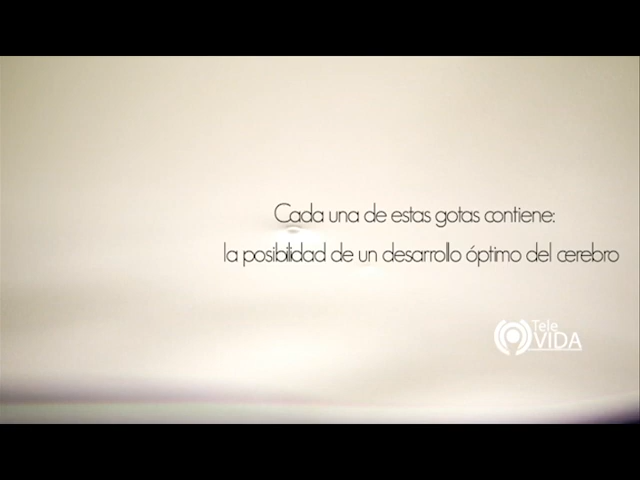 Cada una de estas gotas contiene:
la posibilidad de un desarrollo óptimo del cerebro
Tele
VIDA